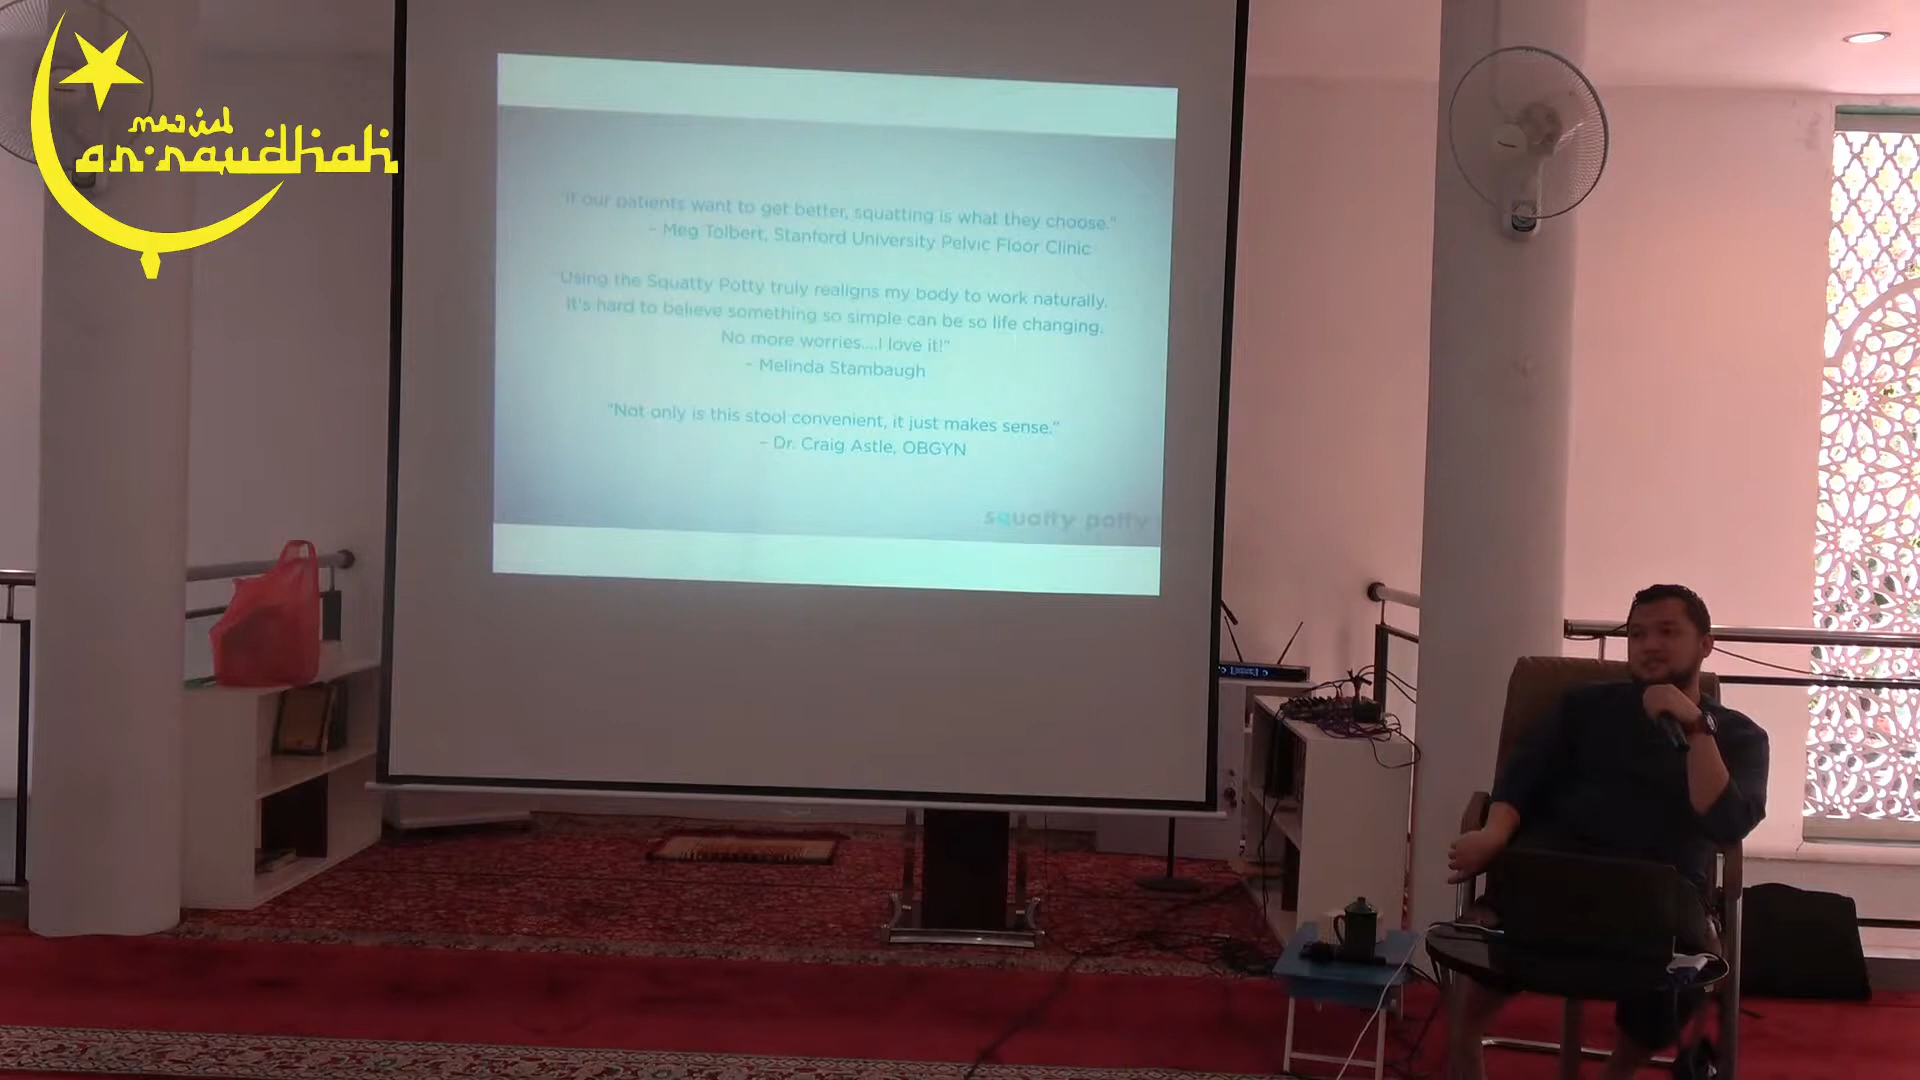 masjid
ar-raudhah
"If our patients want to get better, squatting is what they choose."
– Meg Tolbert, Stanford University Pelvic Floor Clinic
"Using the Squatty Potty truly realigns my body to work naturally.
It's hard to believe something so simple can be so life changing.
No more worries....I love it!"
– Melinda Stambaugh
"Not only is this stool convenient, it just makes sense."
– Dr. Craig Astle, OBGYN
squatty potty